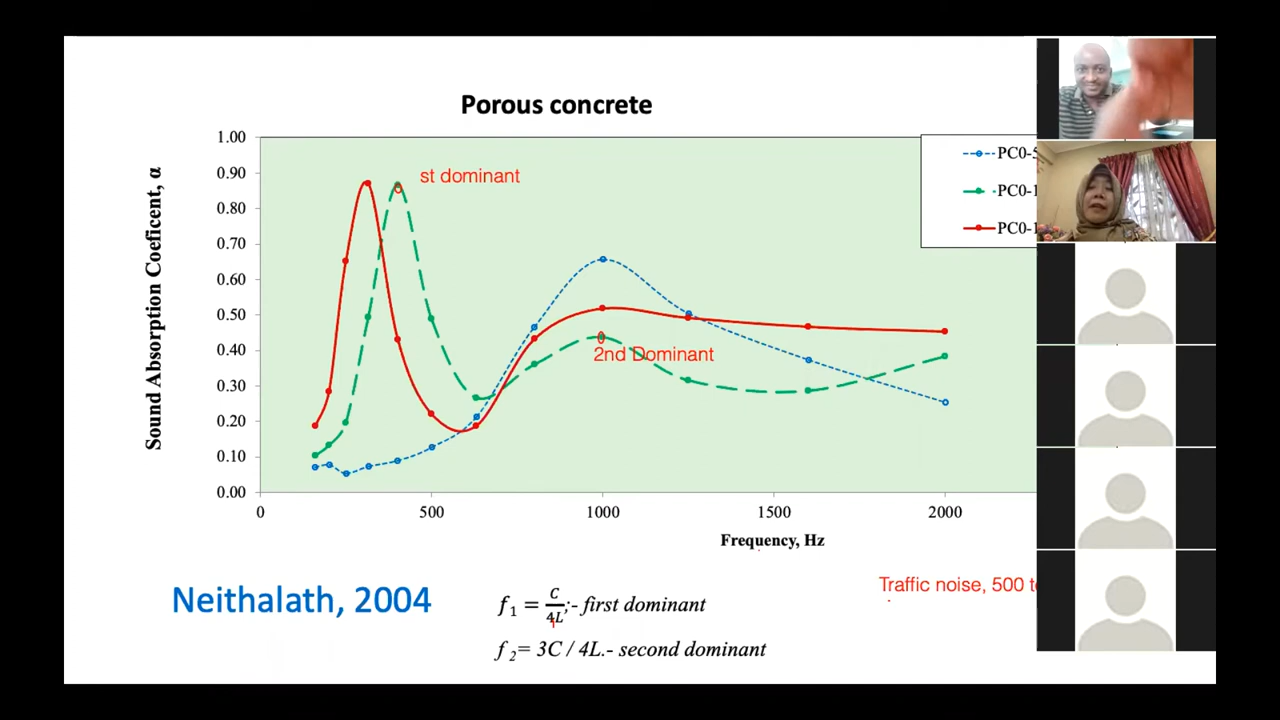 Porous concrete
1.00
0.90
0.80
0.70
0.60
0.50
0.40
0.30
0.20
0.10
0.00
Sound Absorption Coeficent, α
st dominant
2nd Dominant
PC0-5
PC0-1
PC0-1
0 500 1000 1500 2000
Frequency, Hz
Neithalath, 2004
f1 = C/4L;- first dominant
f2= 3C / 4L.- second dominant
Traffic noise, 500